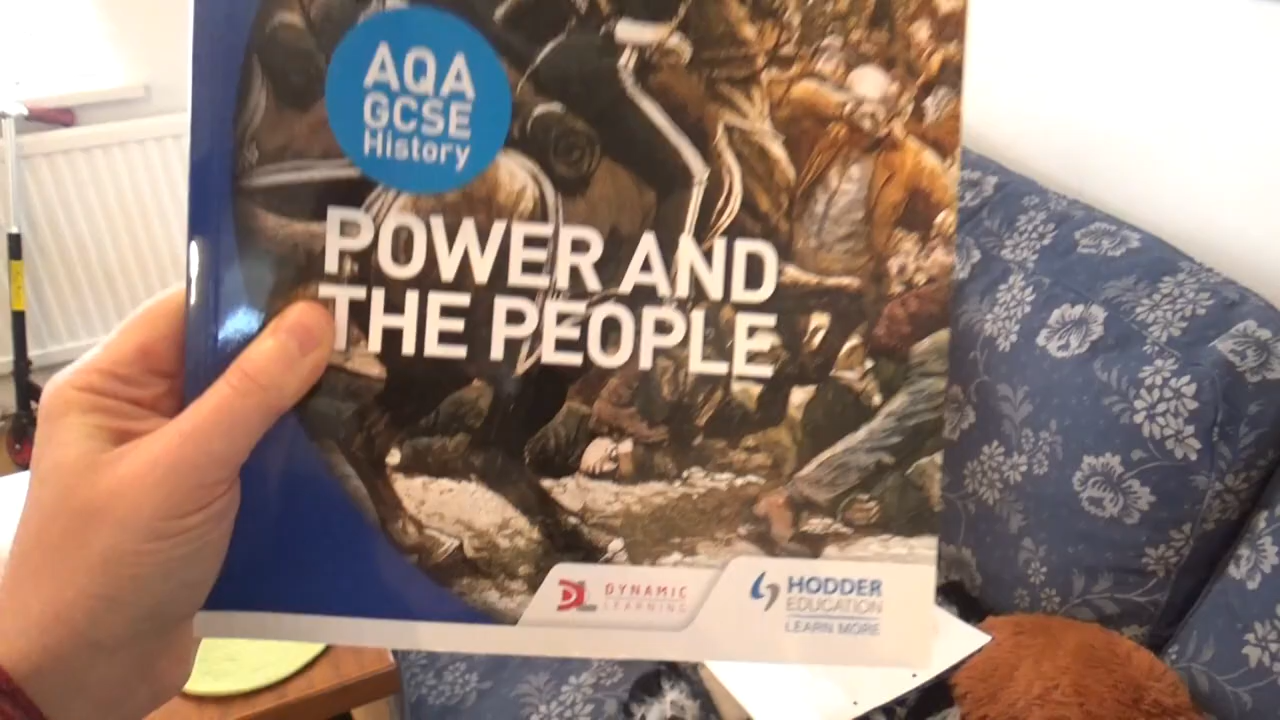 AQA
GCSE
History
POWER AND
THE PEOPLE
DYNAMIC
LEARNING
HODDER
EDUCATION
LEARN MORE